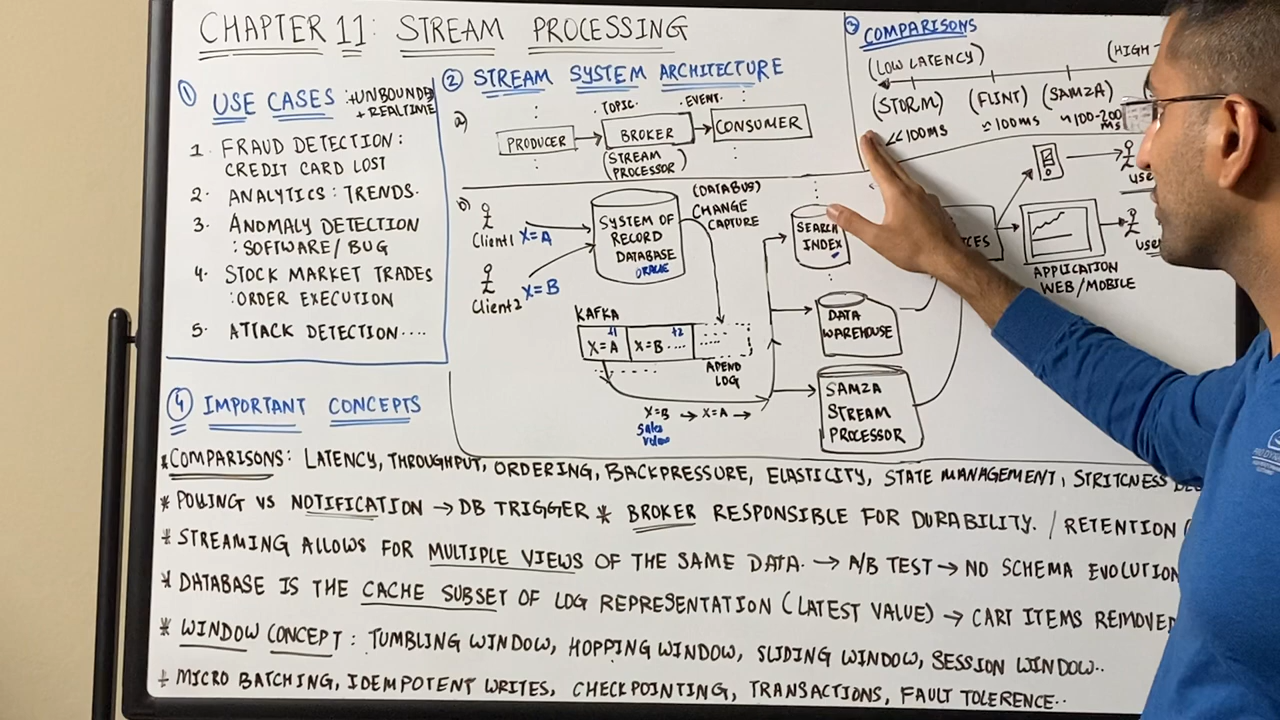 CHAPTER 11: STREAM PROCESSING
① USE CASES : +UNBOUNDED
+ REALTIME
1. FRAUD DETECTION:
CREDIT CARD LOST
2. ANALYTICS: TRENDS.
3. ANOMALY DETECTION
: SOFTWARE/ BUG
4. STOCK MARKET TRADES
: ORDER EXECUTION
5. ATTACK DETECTION....
② STREAM SYSTEM ARCHITECTURE
a)
TOPIC.
EVENT.
PRODUCER
BROKER
CONSUMER
(STREAM
PROCESSOR)
b)
Client1 X=A
Client2 X=B
SYSTEM OF
RECORD
DATABASE
ORACLE
(DATABUS)
CHANGE
CAPTURE
KAFKA
t1
t2
X=A
X=B ....
.....
APEND
LOG
X=B → X=A →
Sales
SEARCH
INDEX
DATA
WAREHOUSE
SAMZA
STREAM
PROCESSOR
APPLICATION
WEB/MOBILE
③ COMPARISONS
(LOW LATENCY)
(HIGH
(STORM)
(FLINT)
(SAMZA)
<<100MS
≈100MS
~100-200
MS
④ IMPORTANT CONCEPTS
* COMPARISONS: LATENCY, THROUGHPUT, ORDERING, BACKPRESSURE, ELASTICITY, STATE MANAGEMENT, STRITCNESS
* POLLING VS NOTIFICATION → DB TRIGGER * BROKER RESPONSIBLE FOR DURABILITY. / RETENTION (
* STREAMING ALLOWS FOR MULTIPLE VIEWS OF THE SAME DATA. → A/B TEST → NO SCHEMA EVOLUTION
* DATABASE IS THE CACHE SUBSET OF LOG REPRESENTATION (LATEST VALUE) → CART ITEMS REMOVED
* WINDOW CONCEPT: TUMBLING WINDOW, HOPPING WINDOW, SLIDING WINDOW, SESSION WINDOW..
+ MICRO BATCHING, IDEMPOTENT WRITES, CHECKPOINTING, TRANSACTIONS, FAULT TOLERENCE..